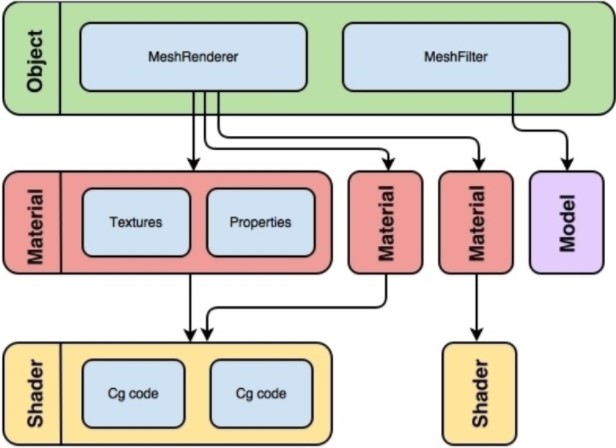 Object
MeshRenderer
MeshFilter
Material
Textures
Properties
Material
Material
Model
Shader
Cg code
Cg code
Shader